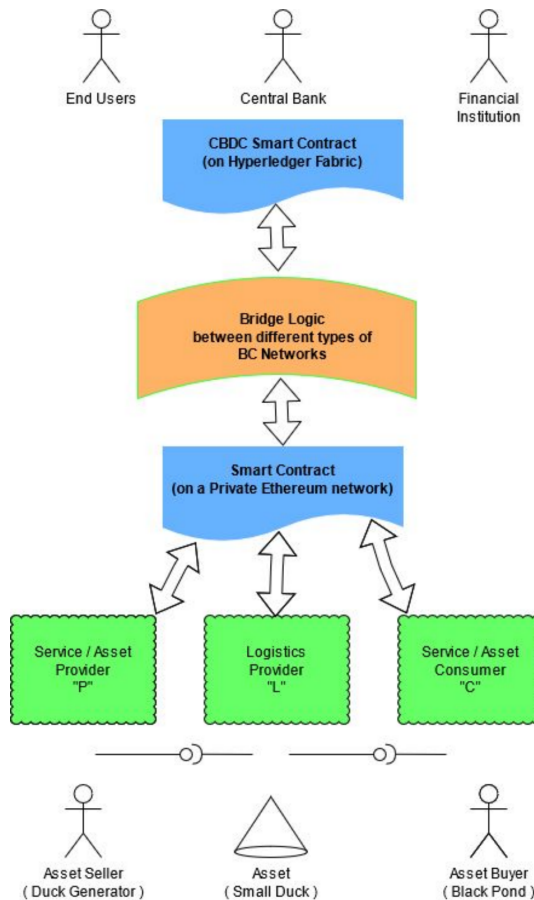 End Users
Central Bank
Financial
Institution
CBDC Smart Contract
(on Hyperledger Fabric)
Bridge Logic
between different types of
BC Networks
Smart Contract
(on a Private Ethereum network)
Service / Asset
Provider
"P"
Logistics
Provider
"L"
Service / Asset
Consumer
"C"
Asset Seller
( Duck Generator )
Asset
( Small Duck )
Asset Buyer
( Black Pond )